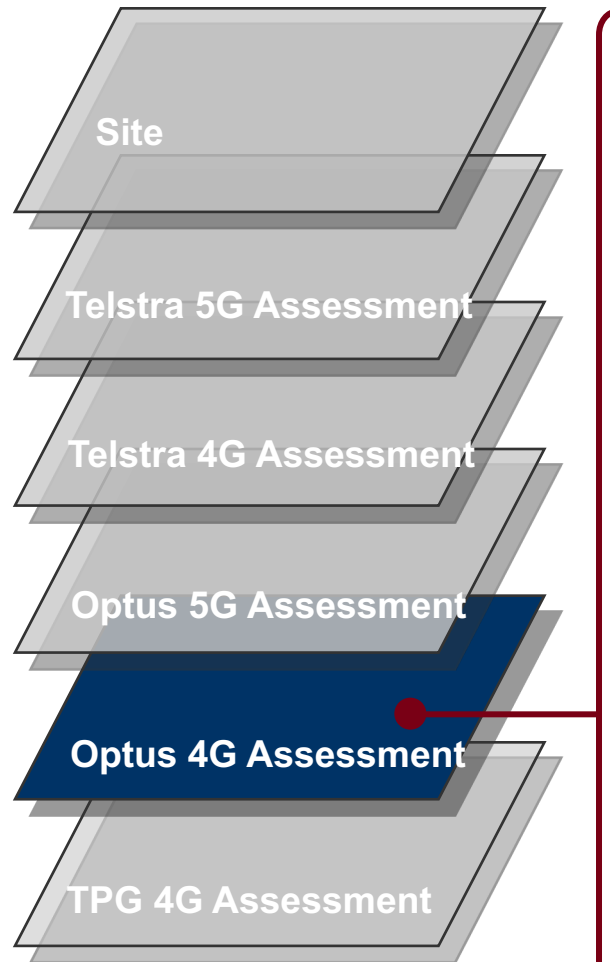 Site
Telstra 5G Assessment
Telstra 4G Assessment
Optus 5G Assessment
Optus 4G Assessment
TPG 4G Assessment